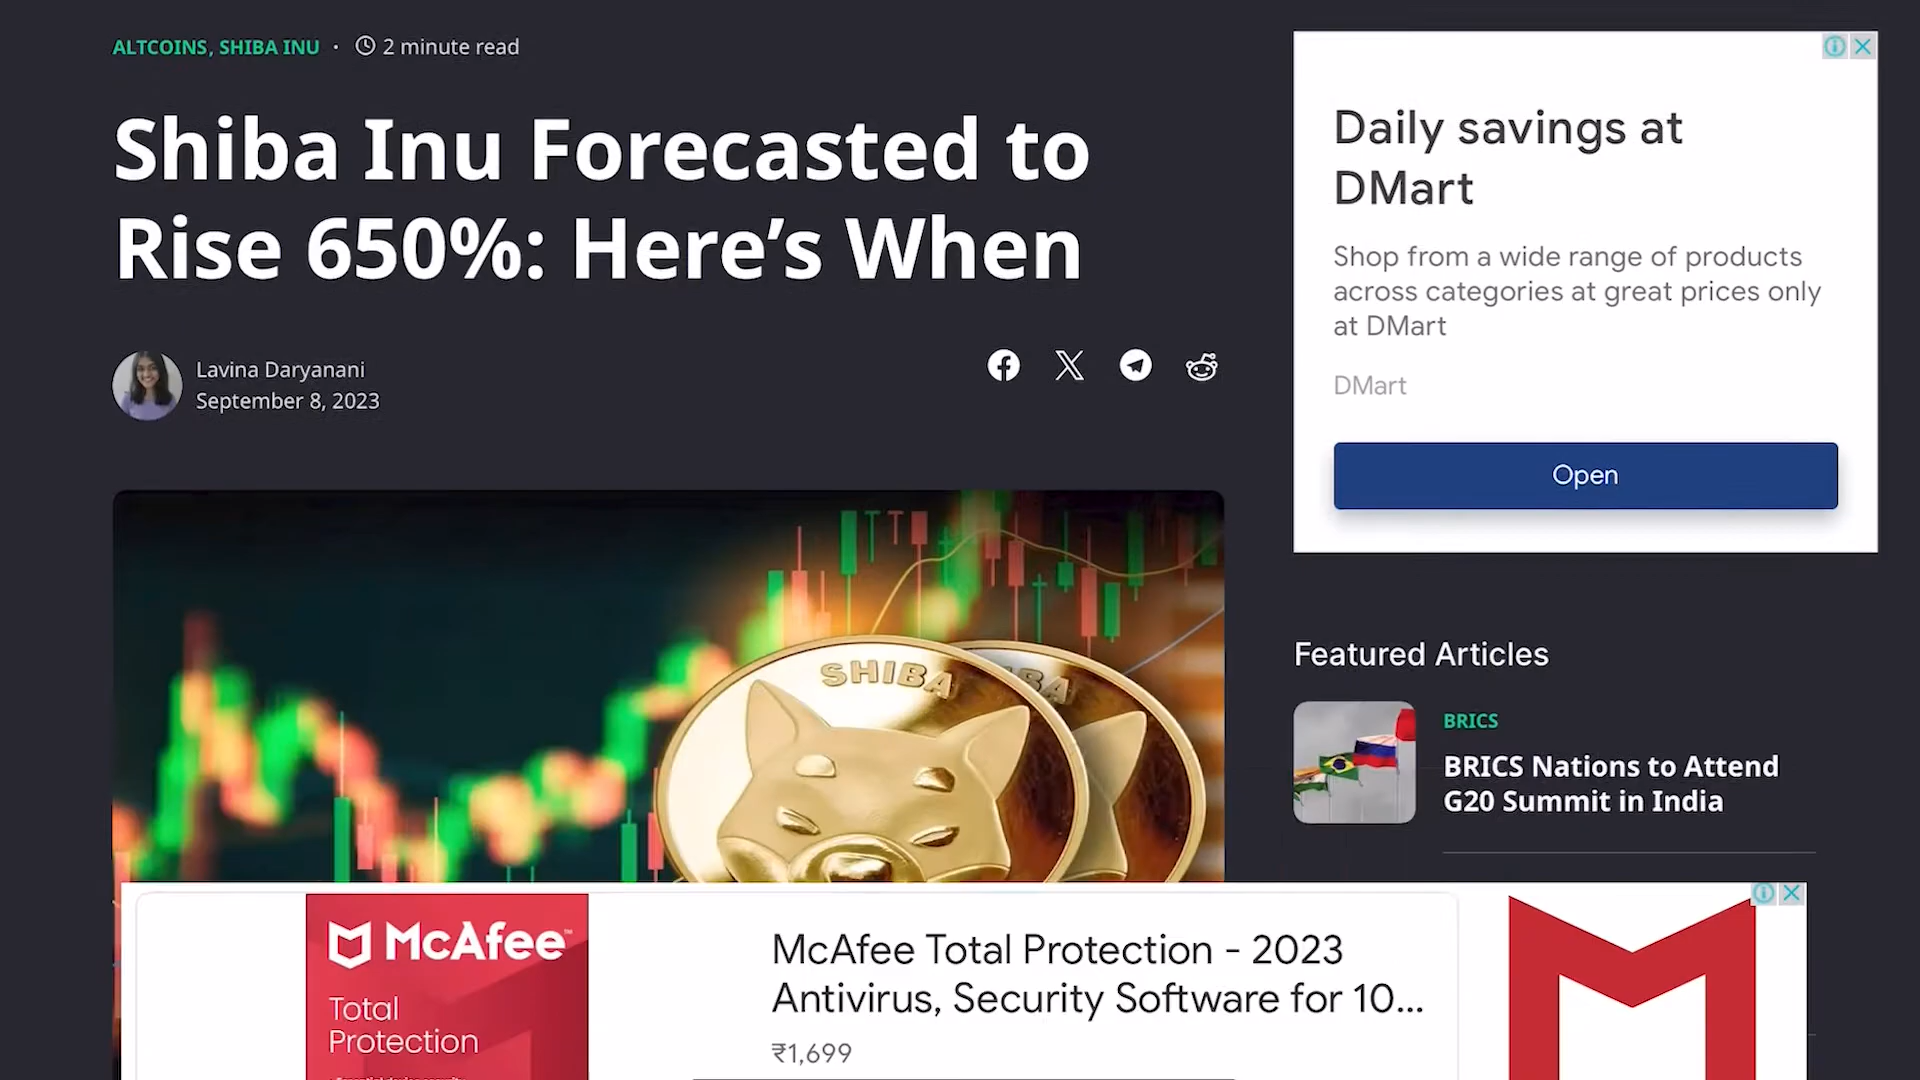 ALTCOINS, SHIBA INU · 2 minute read
Shiba Inu Forecasted to
Rise 650%: Here’s When
Lavina Daryanani
September 8, 2023
SHIBA
BA
Daily savings at
DMart
Shop from a wide range of products
across categories at great prices only
at DMart
DMart
Open
Featured Articles
BRICS
BRICS Nations to Attend
G20 Summit in India
McAfee™
Total
Protection
McAfee Total Protection - 2023
Antivirus, Security Software for 10...
₹1,699